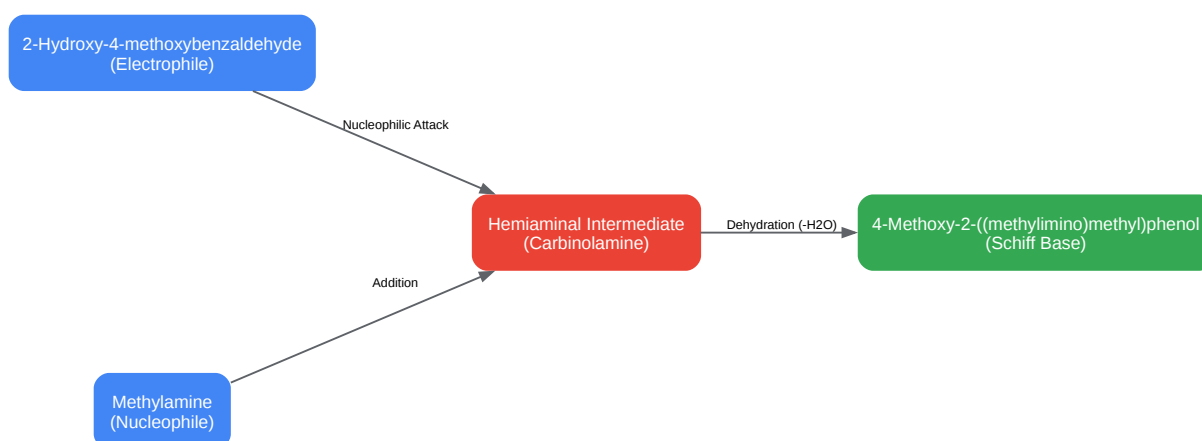 2-Hydroxy-4-methoxybenzaldehyde
(Electrophile)
Nucleophilic Attack
Hemiaminal Intermediate
(Carbinolamine)
Dehydration (-H2O)
4-Methoxy-2-((methylimino)methyl)phenol
(Schiff Base)
Addition
Methylamine
(Nucleophile)